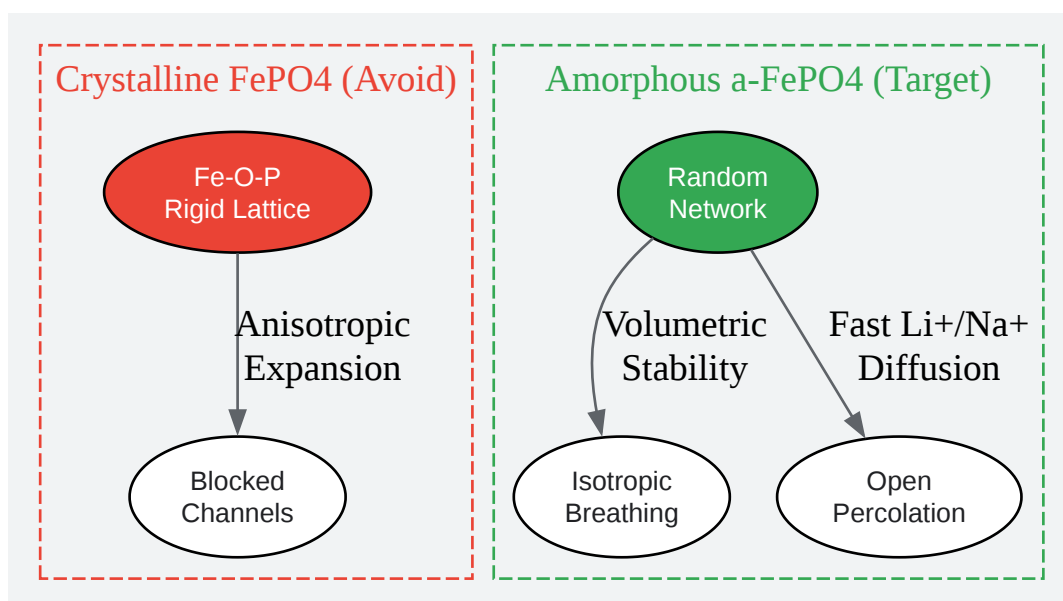 Crystalline FePO4 (Avoid)
Fe-O-P
Rigid Lattice
Anisotropic
Expansion
Blocked
Channels
Amorphous a-FePO4 (Target)
Random
Network
Volumetric
Stability
Fast Li+/Na+
Diffusion
Isotropic
Breathing
Open
Percolation